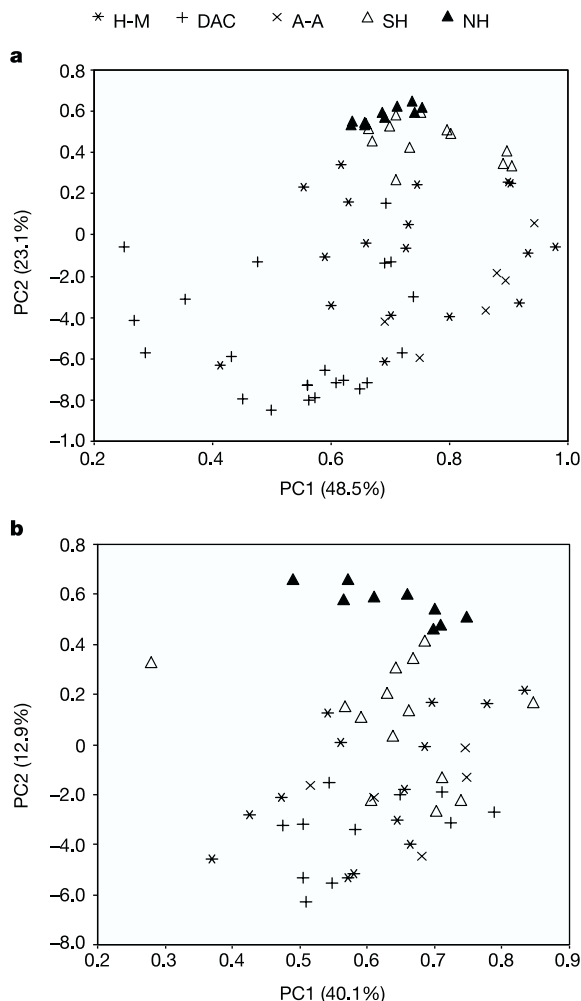 H-M DAC A-A SH NH
a
0.8
0.6
0.4
0.2
0
–2.0
–4.0
–6.0
–8.0
–1.0
PC2 (23.1%)
0.2 0.4 0.6 0.8 1.0
PC1 (48.5%)
b
0.8
0.6
0.4
0.2
0
–2.0
–4.0
–6.0
–8.0
PC2 (12.9%)
0.2 0.3 0.4 0.5 0.6 0.7 0.8 0.9
PC1 (40.1%)